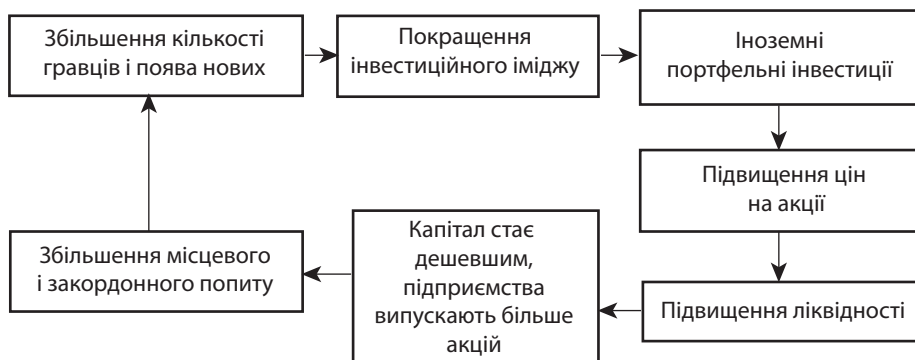 Збільшення кількості
гравців і поява нових
Покращення
інвестиційного іміджу
Іноземні
портфельні інвестиції
Підвищення цін
на акції
Підвищення ліквідності
Капітал стає
дешевшим,
підприємства
випускають більше
акцій
Збільшення місцевого
і закордонного попиту